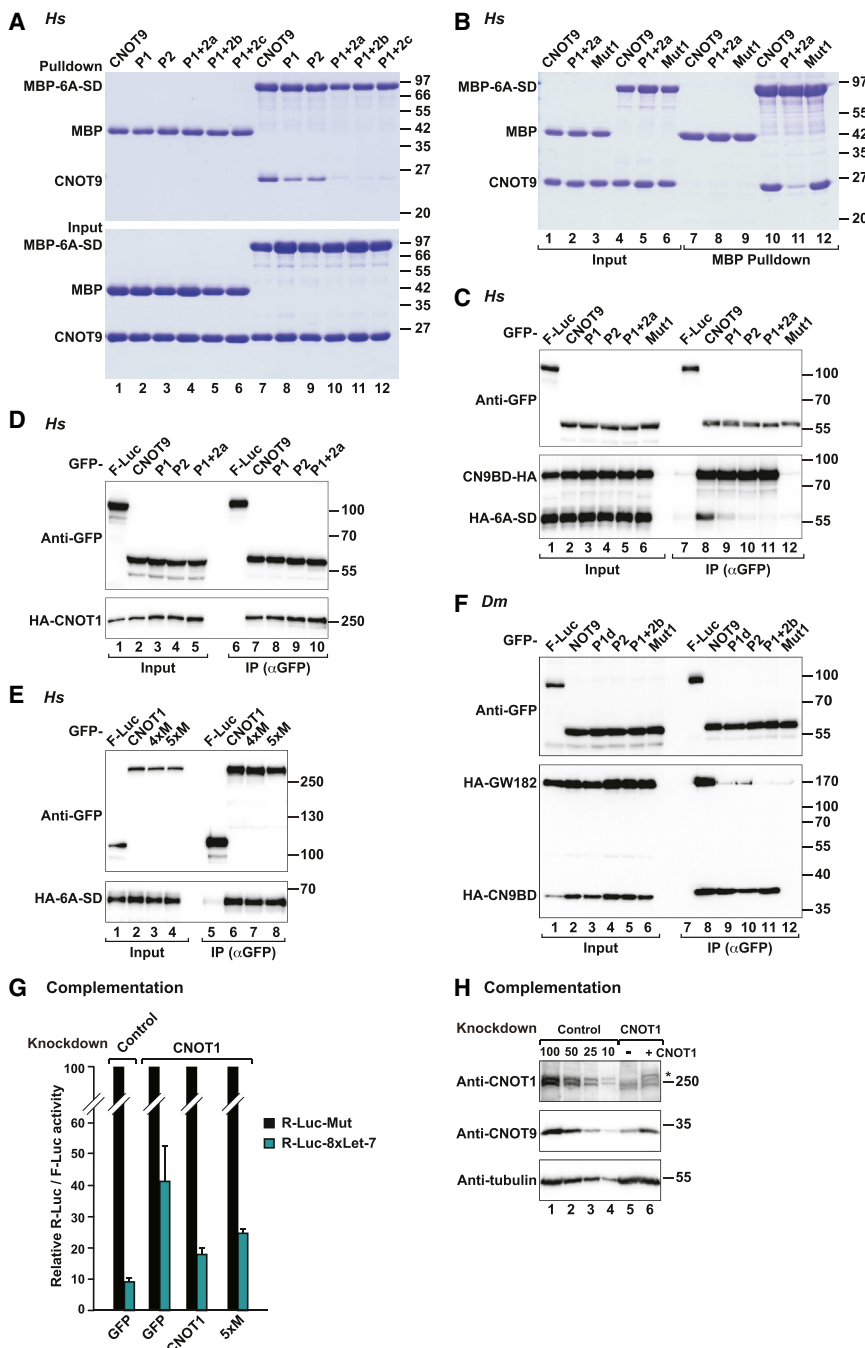 A Hs
Pulldown CNOT9 P1 P2 P1+2a P1+2b P1+2c CNOT9 P1 P2 P1+2a P1+2b P1+2c
MBP-6A-SD 97
66
55
MBP 42
35
27
CNOT9
20
Input
MBP-6A-SD 97
66
55
MBP 42
35
CNOT9 27
1 2 3 4 5 6 7 8 9 10 11 12
B Hs
CNOT9 P1+2a Mut1 CNOT9 P1+2a Mut1 CNOT9 P1+2a Mut1 CNOT9 P1+2a Mut1
MBP-6A-SD 97
66
55
MBP 42
35
CNOT9 27
20
1 2 3 4 5 6 7 8 9 10 11 12
Input MBP Pulldown
C Hs
GFP- F-Luc CNOT9 P1 P2 P1+2a Mut1 F-Luc CNOT9 P1 P2 P1+2a Mut1
Anti-GFP 100
70
55
CN9BD-HA 100
70
HA-6A-SD 55
1 2 3 4 5 6 7 8 9 10 11 12
Input IP (αGFP)
D Hs
GFP- F-Luc CNOT9 P1 P2 P1+2a F-Luc CNOT9 P1 P2 P1+2a
Anti-GFP 100
70
55
HA-CNOT1 250
1 2 3 4 5 6 7 8 9 10
Input IP (αGFP)
E Hs
GFP- F-Luc CNOT1 4xM 5xM F-Luc CNOT1 4xM 5xM
250
Anti-GFP 130
100
HA-6A-SD 70
1 2 3 4 5 6 7 8
Input IP (αGFP)
F Dm
GFP- F-Luc NOT9 P1d P2 P1+2b Mut1 F-Luc NOT9 P1d P2 P1+2b Mut1
Anti-GFP 100
70
55
HA-GW182 170
100
70
55
40
HA-CN9BD 35
1 2 3 4 5 6 7 8 9 10 11 12
Input IP (αGFP)
G Complementation
Knockdown Control CNOT1
Relative R-Luc / F-Luc activity
100
60
50
40
30
20
10
0
R-Luc-Mut
R-Luc-8xLet-7
GFP GFP CNOT1 5xM
H Complementation
Knockdown Control CNOT1
100 50 25 10 - + CNOT1
Anti-CNOT1 * 250
Anti-CNOT9 35
Anti-tubulin 55
1 2 3 4 5 6